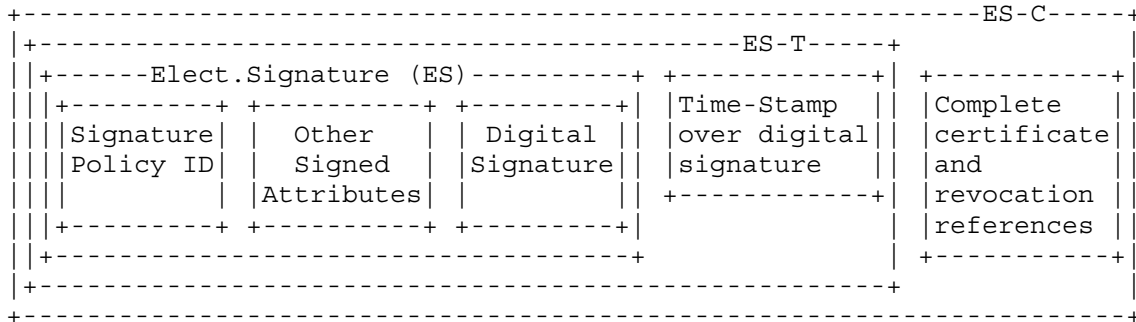 +---------------------------------------------------------ES-C-----+
|+--------------------------------------------ES-T-----+           |
||+------Elect.Signature (ES)----------+ +------------+| +-----------+|
|||+---------+ +----------+ +---------+| |Time-Stamp  || |Complete   ||
||||Signature| |  Other   | | Digital || |over digital|| |certificate||
||||Policy ID| |  Signed  | |Signature|| |signature   || |and        ||
||||         | |Attributes| |         || +------------+| |revocation ||
|||+---------+ +----------+ +---------+|               | |references ||
||+------------------------------------+               | +-----------+|
|+-----------------------------------------------------+           |
+------------------------------------------------------------------+